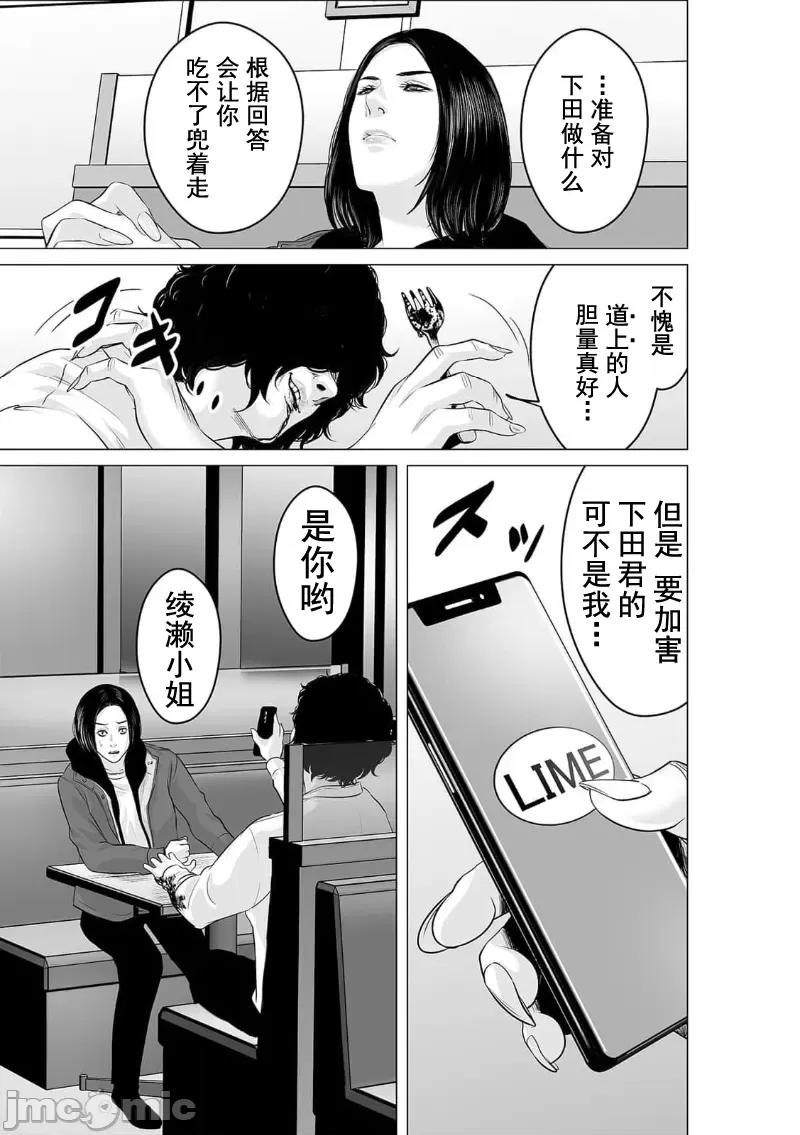 …准备对
下田做什么
根据回答
会让你
吃不了兜着走
不愧是
道上的人
胆量真好…
コキ
但是 要加害
下田君的
可不是我…
スッ
LIME
是你哟
绫濑小姐
jmcomic